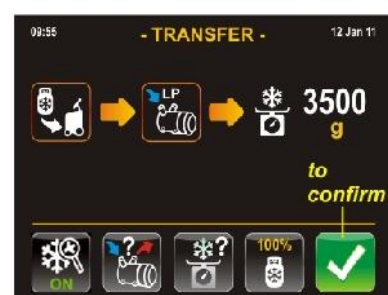 09:55
- TRANSFER -
12 Jan 11
LP
3500
g
to
confirm
ON
?
?
100%